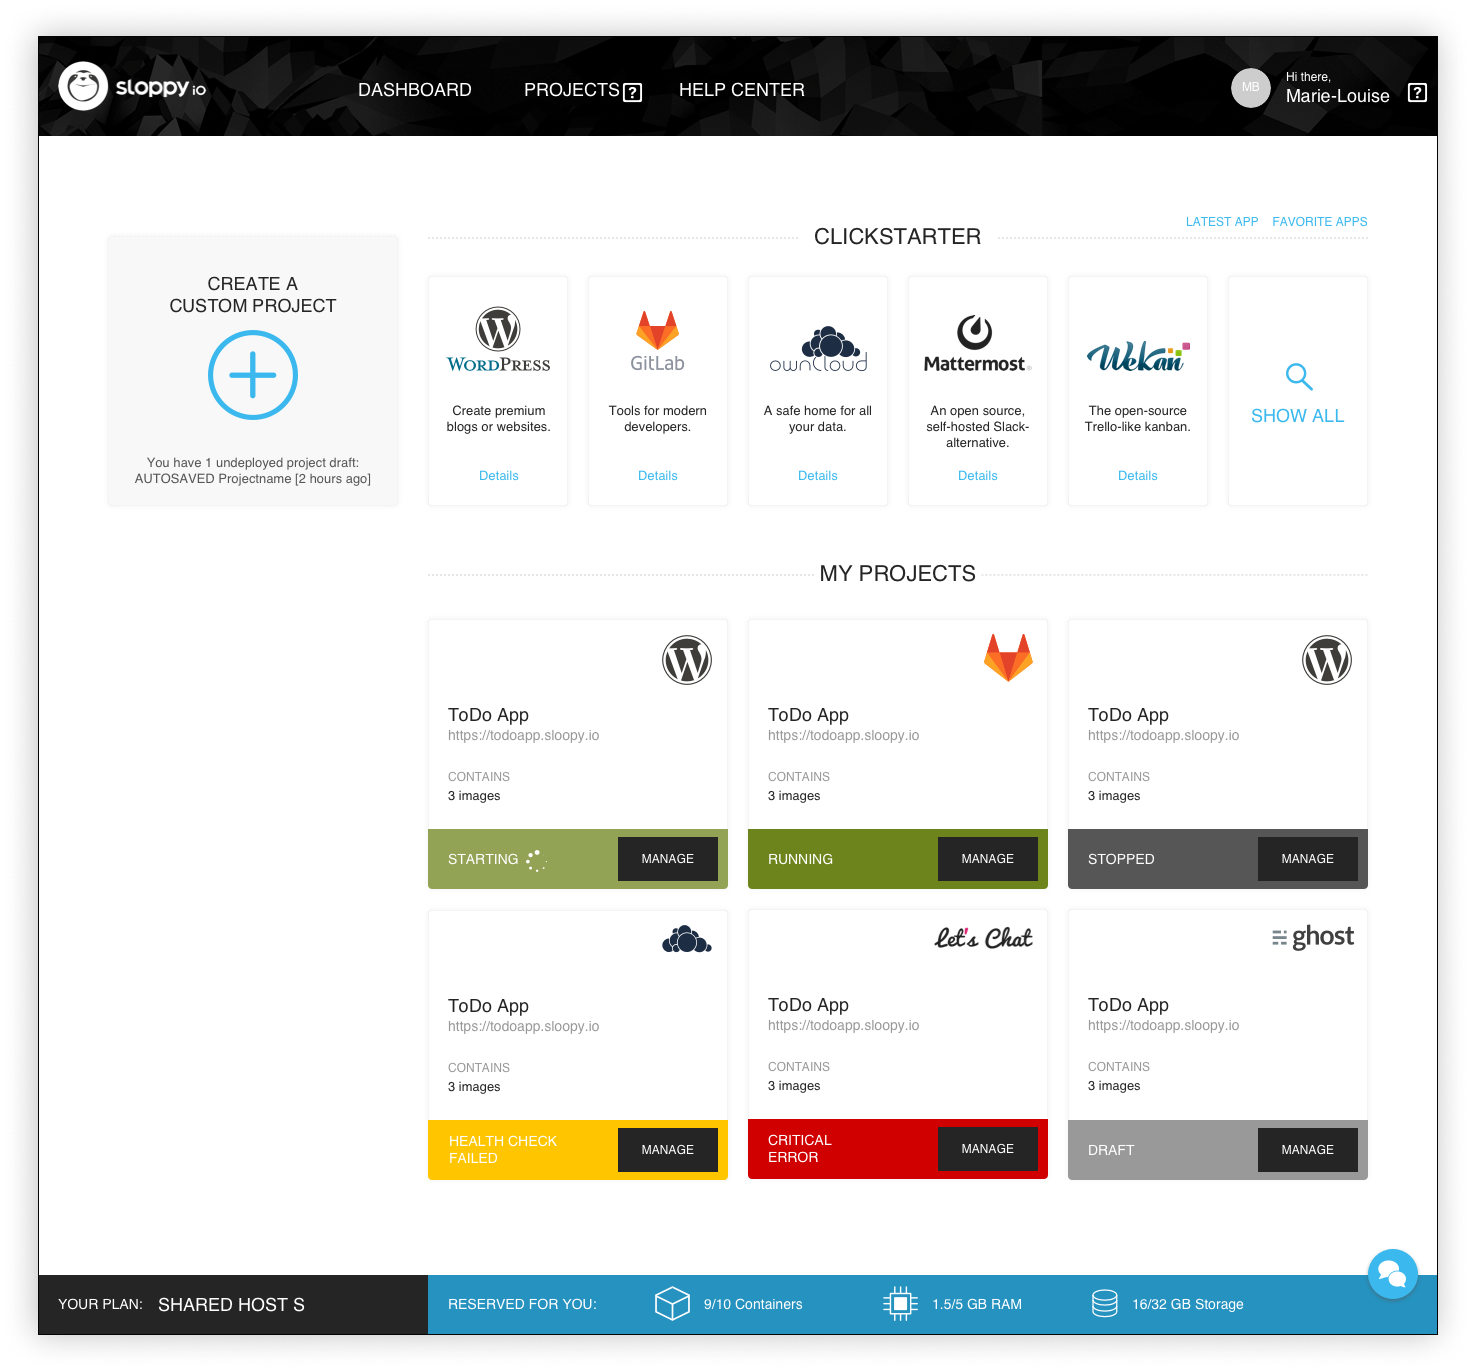 sloppy.io
DASHBOARD
PROJECTS ?
HELP CENTER
MB
Hi there,
Marie-Louise
?
CREATE A
CUSTOM PROJECT
You have 1 undeployed project draft:
AUTOSAVED Projectname [2 hours ago]
CLICKSTARTER
LATEST APP
FAVORITE APPS
WORDPRESS
Create premium
blogs or websites.
Details
GitLab
Tools for modern
developers.
Details
ownCloud
A safe home for all
your data.
Details
Mattermost
An open source,
self-hosted Slack-
alternative.
Details
Wekan
The open-source
Trello-like kanban.
Details
SHOW ALL
MY PROJECTS
ToDo App
https://todoapp.sloopy.io
CONTAINS
3 images
STARTING
MANAGE
ToDo App
https://todoapp.sloopy.io
CONTAINS
3 images
RUNNING
MANAGE
ToDo App
https://todoapp.sloopy.io
CONTAINS
3 images
STOPPED
MANAGE
ToDo App
https://todoapp.sloopy.io
CONTAINS
3 images
HEALTH CHECK
FAILED
MANAGE
Let's Chat
ToDo App
https://todoapp.sloopy.io
CONTAINS
3 images
CRITICAL
ERROR
MANAGE
ghost
ToDo App
https://todoapp.sloopy.io
CONTAINS
3 images
DRAFT
MANAGE
YOUR PLAN: SHARED HOST S
RESERVED FOR YOU:
9/10 Containers
1.5/5 GB RAM
16/32 GB Storage